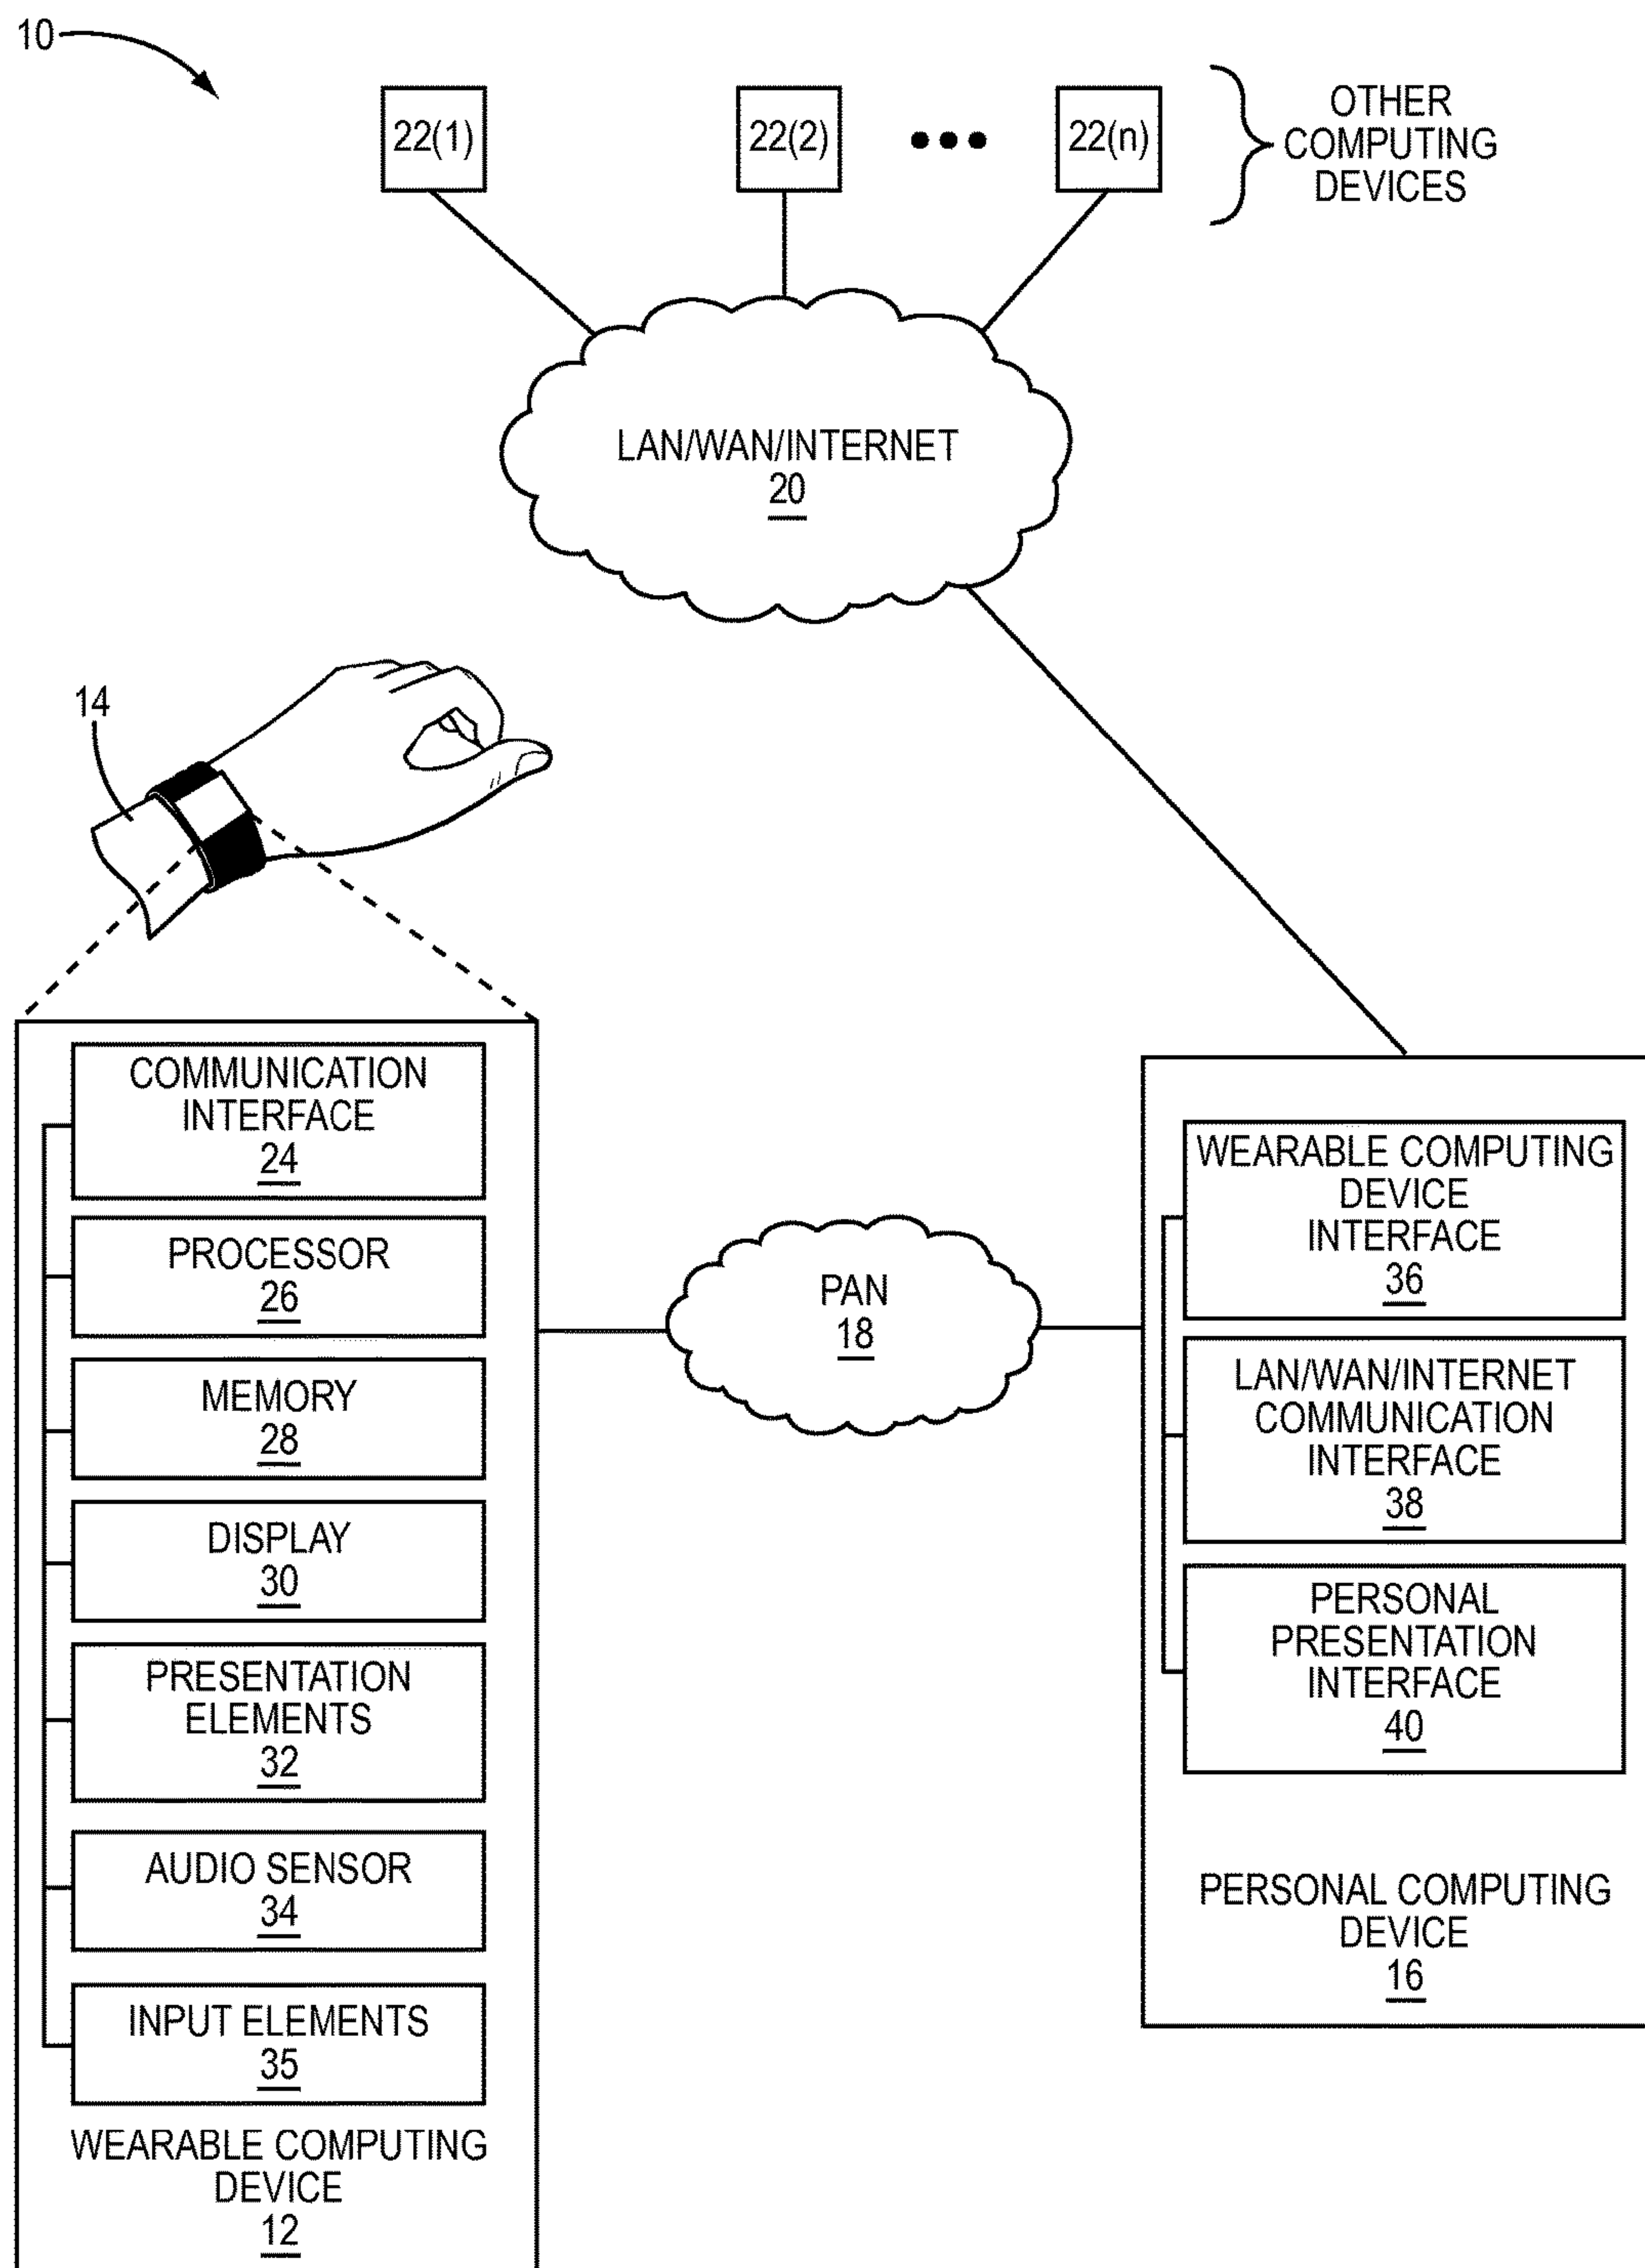 10
22(1)
22(2)
22(n)
OTHER
COMPUTING
DEVICES
LAN/WAN/INTERNET
20
14
COMMUNICATION
INTERFACE
24
PROCESSOR
26
MEMORY
28
DISPLAY
30
PRESENTATION
ELEMENTS
32
AUDIO SENSOR
34
INPUT ELEMENTS
35
WEARABLE COMPUTING
DEVICE
12
PAN
18
WEARABLE COMPUTING
DEVICE
INTERFACE
36
LAN/WAN/INTERNET
COMMUNICATION
INTERFACE
38
PERSONAL
PRESENTATION
INTERFACE
40
PERSONAL COMPUTING
DEVICE
16